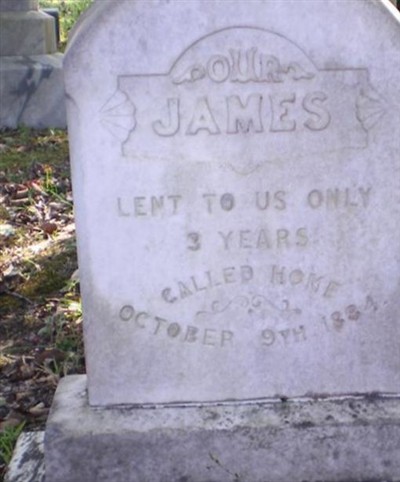 OUR
JAMES
LENT TO US ONLY
3 YEARS
CALLED HOME
OCTOBER 9TH 1884.